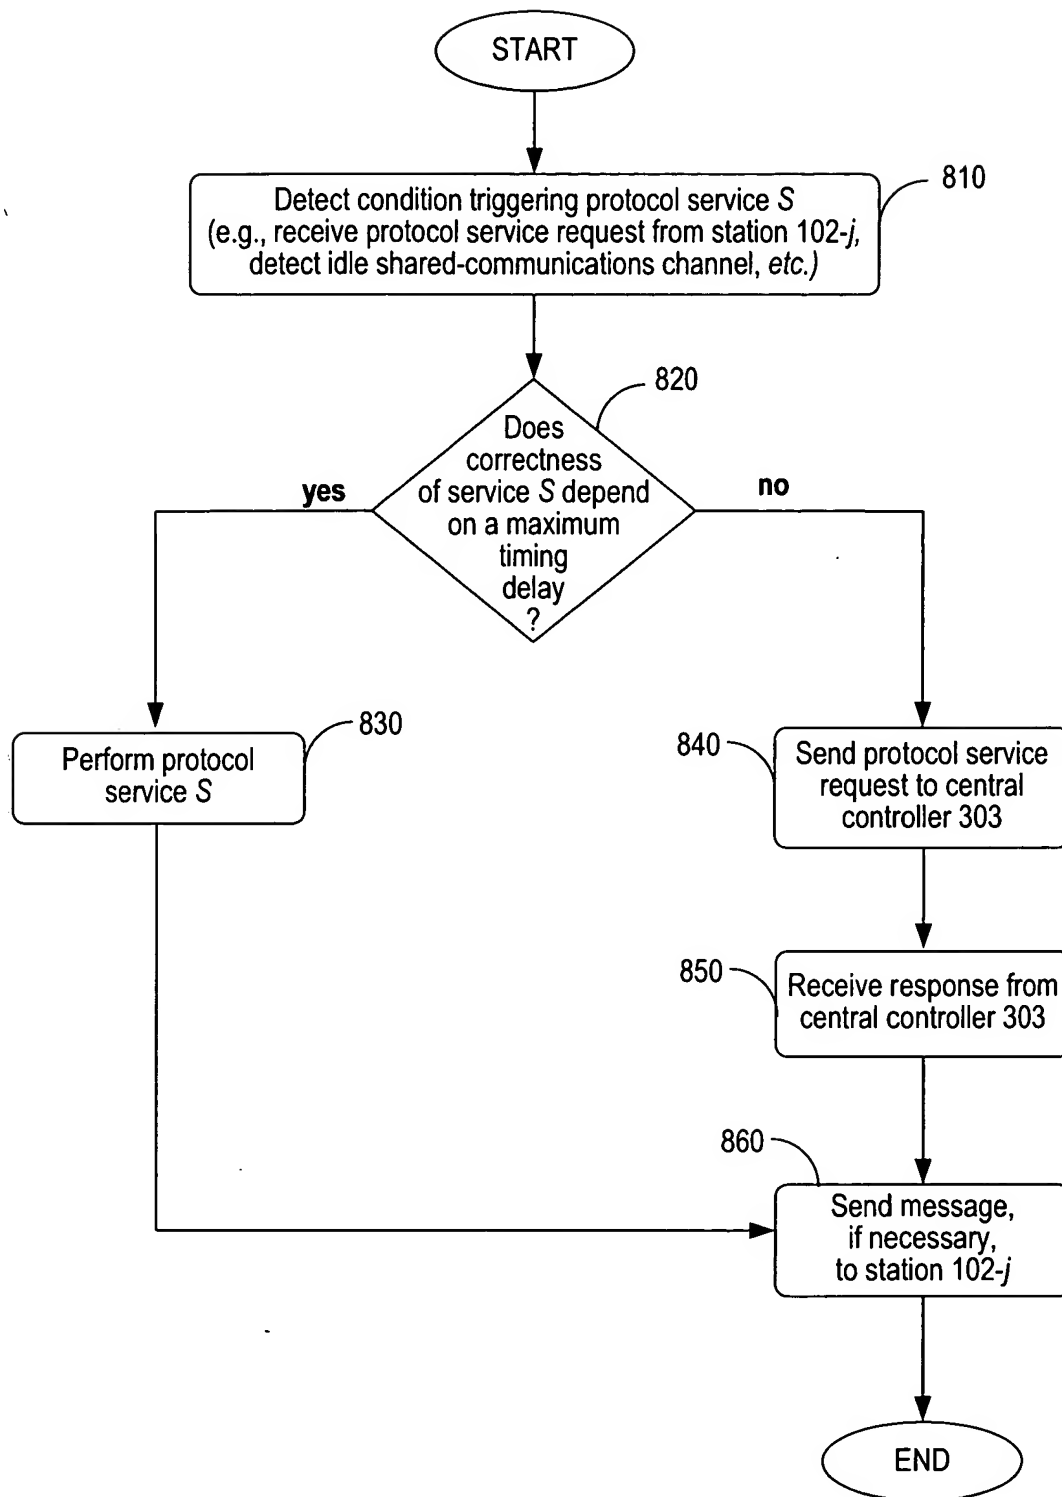 START
810
Detect condition triggering protocol service S
(e.g., receive protocol service request from station 102-j,
detect idle shared-communications channel, etc.)
820
Does
correctness
of service S depend
on a maximum
timing
delay
?
yes
no
830
Perform protocol
service S
840
Send protocol service
request to central
controller 303
850
Receive response from
central controller 303
860
Send message,
if necessary,
to station 102-j
END